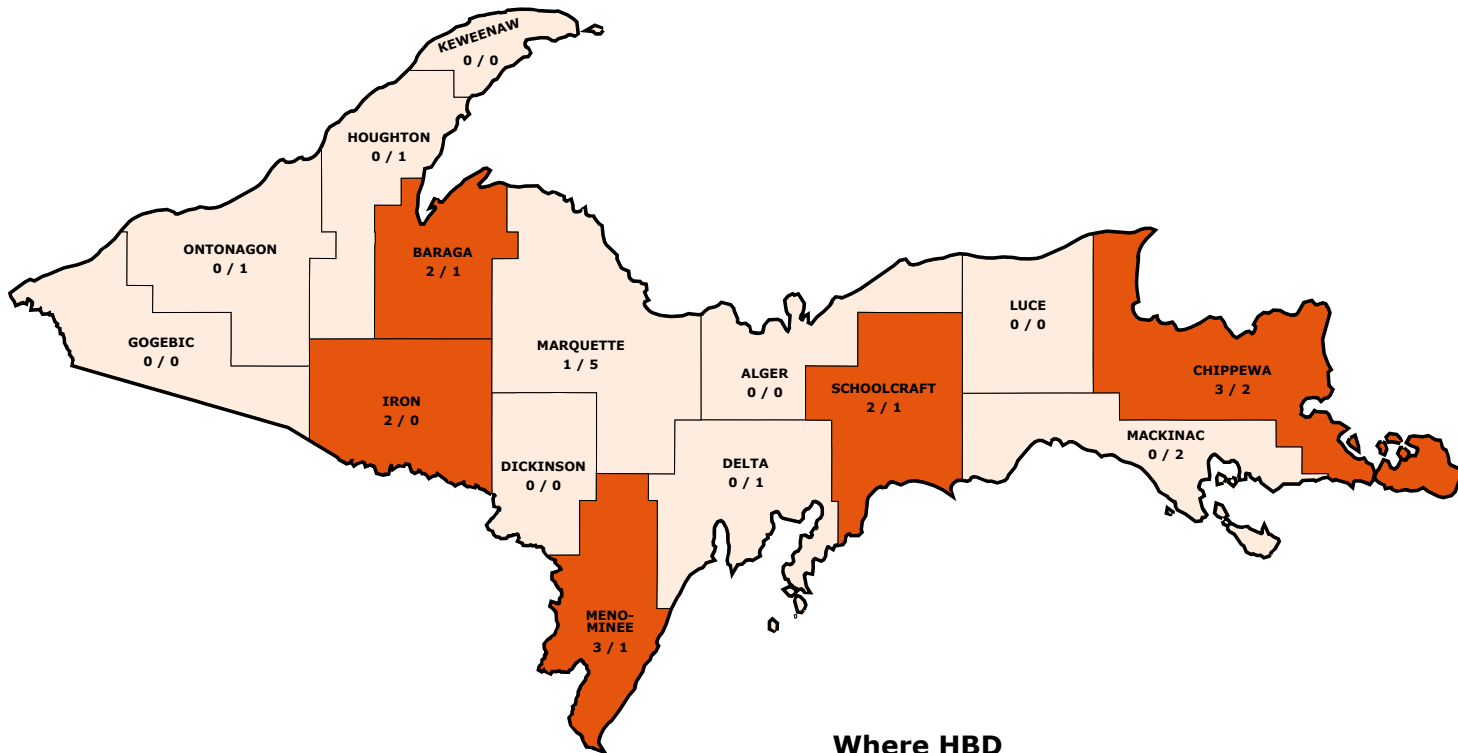 KEWEENAW
0 / 0
HOUGHTON
0 / 1
ONTONAGON
0 / 1
BARAGA
2 / 1
GOGEBIC
0 / 0
MARQUETTE
1 / 5
LUCE
0 / 0
ALGER
0 / 0
CHIPPEWA
3 / 2
IRON
2 / 0
SCHOOLCRAFT
2 / 1
DICKINSON
0 / 0
DELTA
0 / 1
MACKINAC
0 / 2
MENO-
MINEE
3 / 1
Where HBD